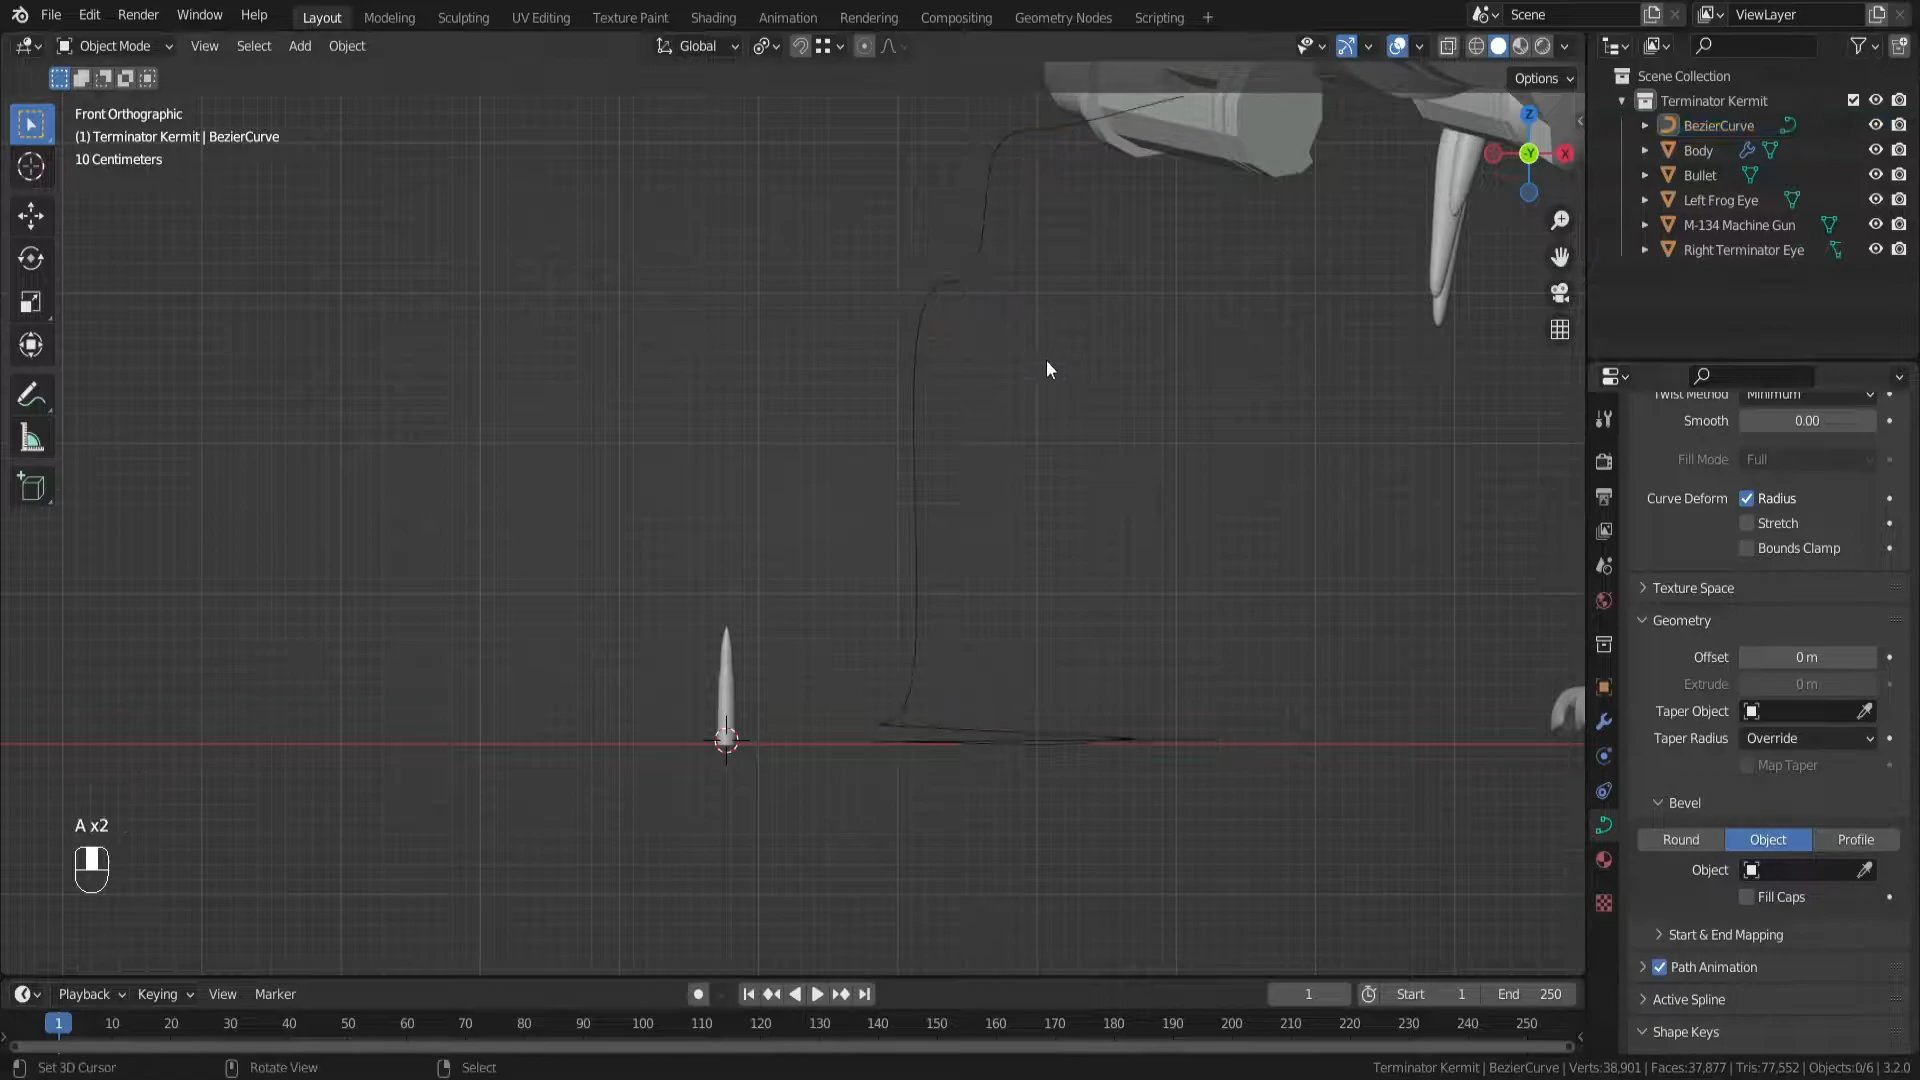 File Edit Render Window Help Layout Modeling Sculpting UV Editing Texture Paint Shading Animation Rendering Compositing Geometry Nodes Scripting + Scene ViewLayer
Object Mode View Select Add Object Global
Options
Front Orthographic
(1) Terminator Kermit | BezierCurve
10 Centimeters
Z
-Y
X
A x2
Scene Collection
Terminator Kermit
BezierCurve
Body
Bullet
Left Frog Eye
M-134 Machine Gun
Right Terminator Eye
Twist Method Minimum
Smooth 0.00
Fill Mode Full
Curve Deform Radius
Stretch
Bounds Clamp
Texture Space
Geometry
Offset 0 m
Extrude 0 m
Taper Object
Taper Radius Override
Map Taper
Bevel
Round Object Profile
Object
Fill Caps
Start & End Mapping
Path Animation
Active Spline
Shape Keys
Playback Keying View Marker 1 Start 1 End 250
1 10 20 30 40 50 60 70 80 90 100 110 120 130 140 150 160 170 180 190 200 210 220 230 240 250
Set 3D Cursor Rotate View Select Terminator Kermit | BezierCurve | Verts:38,901 | Faces:37,877 | Tris:77,552 | Objects:0/6 | 3.2.0